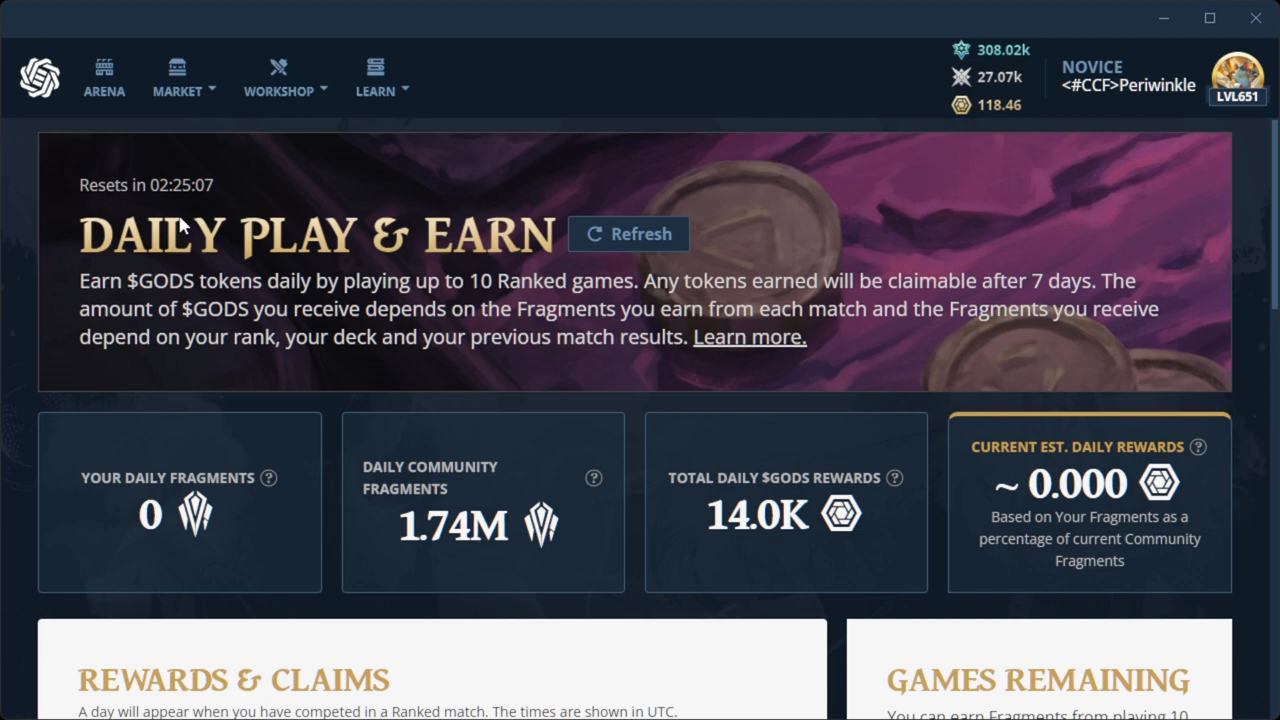 ARENA
MARKET
WORKSHOP
LEARN
308.02k
27.07k
118.46
NOVICE
<#CCF>Periwinkle
LVL651
Resets in 02:25:07
DAILY PLAY & EARN
Refresh
Earn $GODS tokens daily by playing up to 10 Ranked games. Any tokens earned will be claimable after 7 days. The
amount of $GODS you receive depends on the Fragments you earn from each match and the Fragments you receive
depend on your rank, your deck and your previous match results. Learn more.
YOUR DAILY FRAGMENTS ?
0
DAILY COMMUNITY
FRAGMENTS ?
1.74M
TOTAL DAILY $GODS REWARDS ?
14.0K
CURRENT EST. DAILY REWARDS ?
~ 0.000
Based on Your Fragments as a
percentage of current Community
Fragments
REWARDS & CLAIMS
A day will appear when you have competed in a Ranked match. The times are shown in UTC.
GAMES REMAINING
You can earn Fragments from playing 10